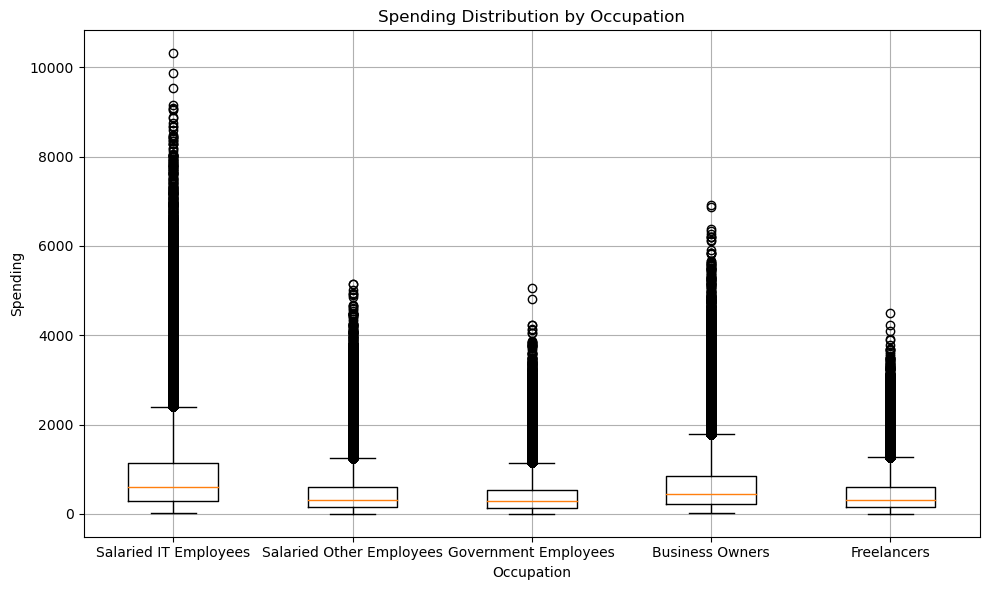 Spending Distribution by Occupation
10000
8000
6000
4000
2000
0
Spending
Salaried IT Employees Salaried Other Employees Government Employees Business Owners Freelancers
Occupation